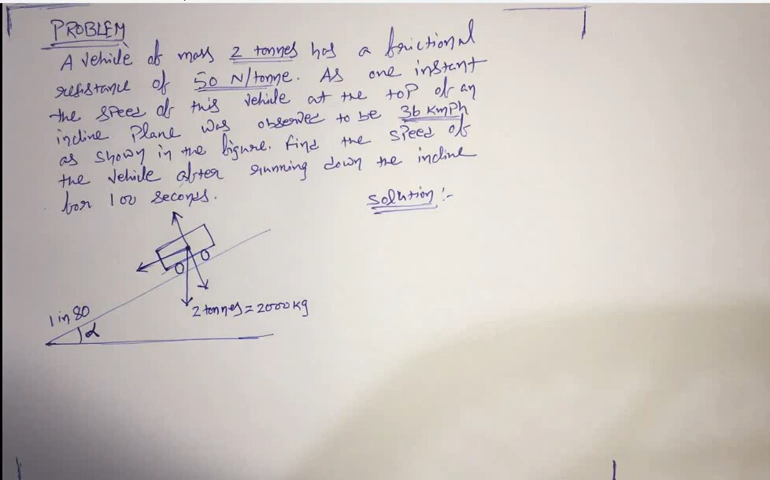 PROBLEM
A Vehicle of mass 2 tonnes has a frictional
resistance of 50 N/tonne. As one instant
the speed of this vehicle at the top of an
incline plane was observed to be 36 Kmph
as shown in the figure. Find the speed of
the vehicle after running down the incline
for 100 seconds.
Solution :-
1 in 80
α
2 tonnes = 2000 kg